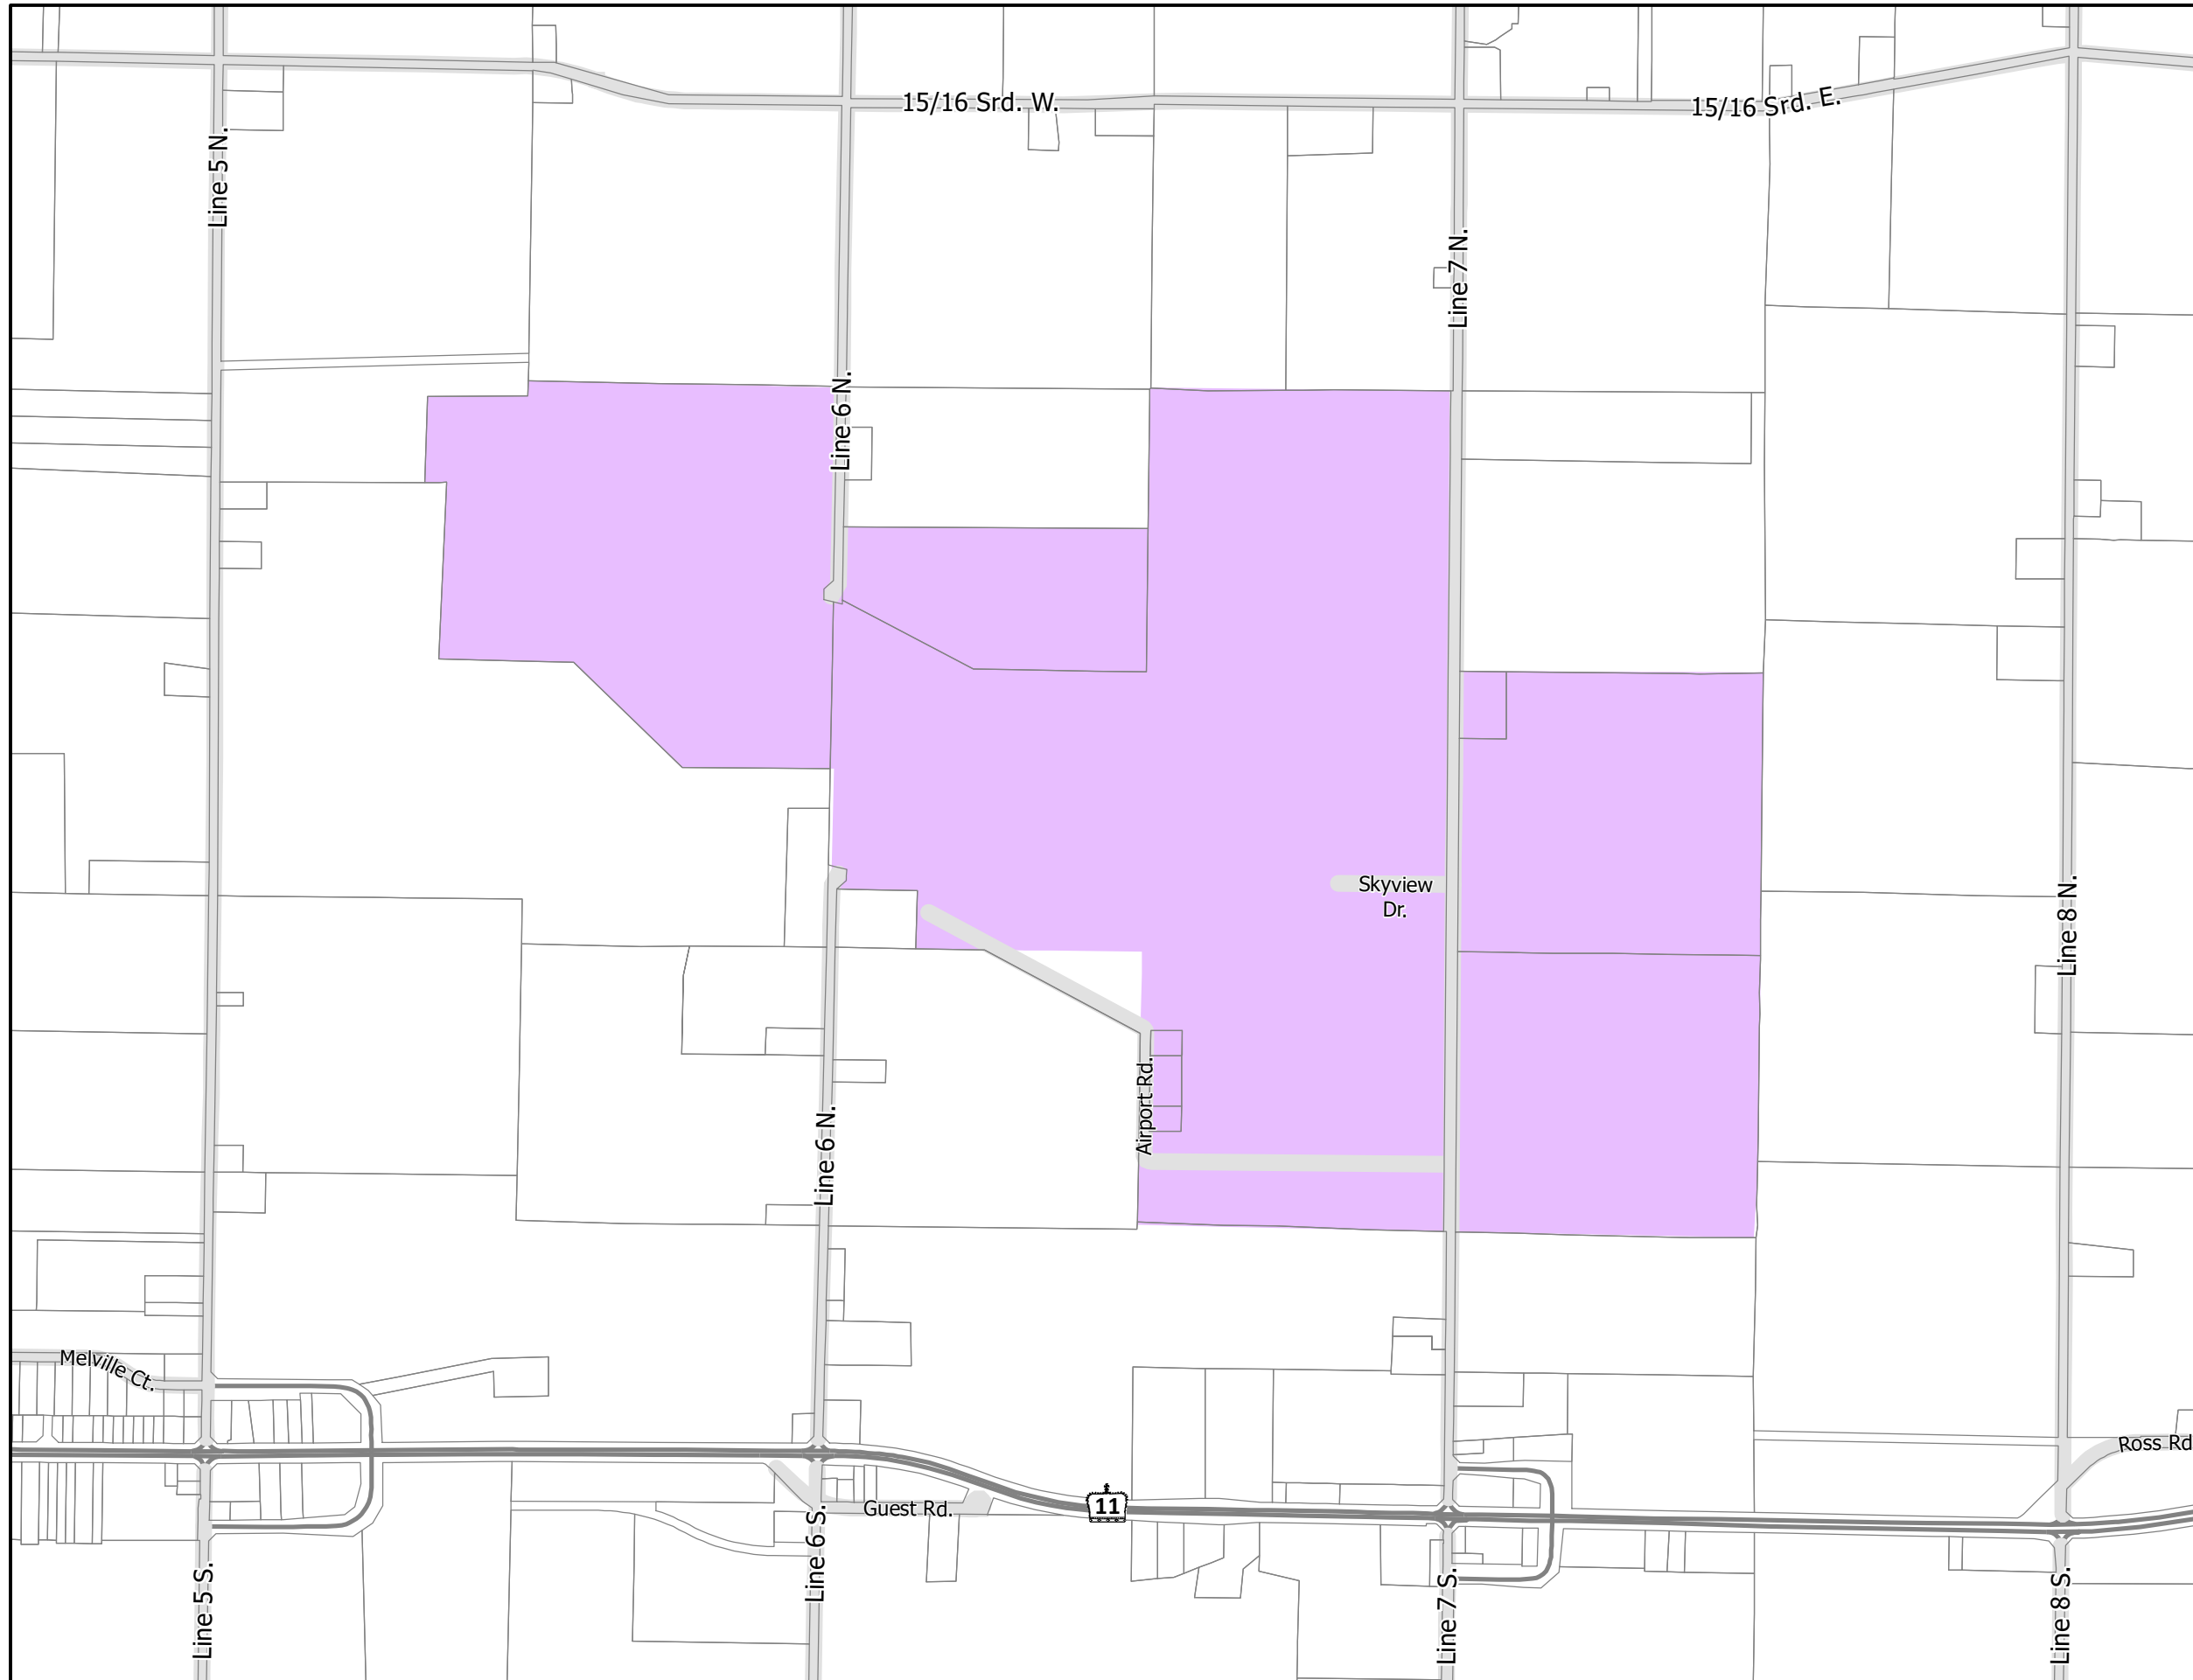 15/16 Srd. W.
15/16 Srd. E.
Line 5 N.
Line 7 N.
Line 6 N.
Skyview
Dr.
Line 8 N.
Airport Rd.
Line 6 N.
Melville Ct.
Ross Rd
11
Guest Rd.
Line 6 S.
Line 5 S.
Line 7 S.
Line 8 S.